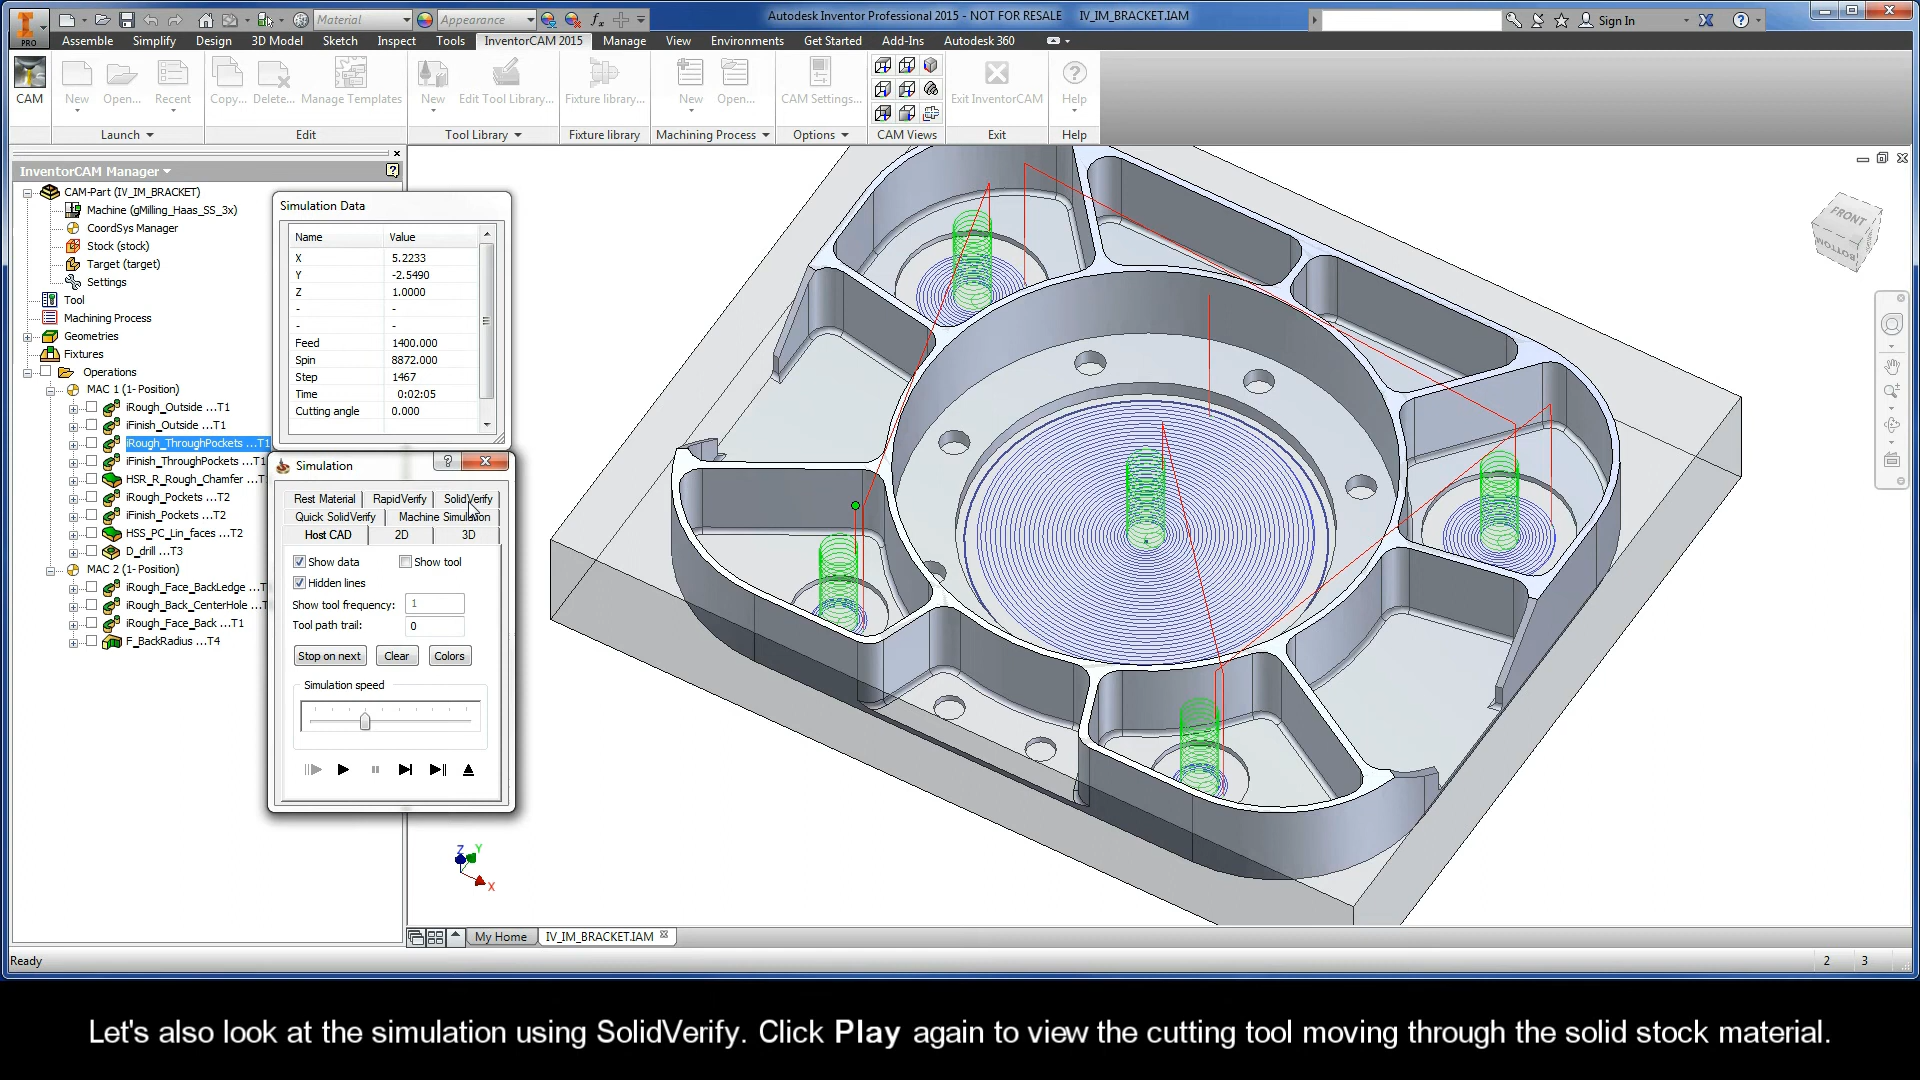 Material
Appearance
Autodesk Inventor Professional 2015 - NOT FOR RESALE IV_IM_BRACKET.IAM
Sign In
PRO
Assemble Simplify Design 3D Model Sketch Inspect Tools InventorCAM 2015 Manage View Environments Get Started Add-Ins Autodesk 360
CAM New Open... Recent Copy... Delete... Manage Templates New Edit Tool Library... Fixture library... New Open... CAM Settings... Exit InventorCAM Help
Launch Edit Tool Library Fixture library Machining Process Options CAM Views Exit Help
InventorCAM Manager
CAM-Part (IV_IM_BRACKET)
Machine (gMilling_Haas_SS_3x)
CoordSys Manager
Stock (stock)
Target (target)
Settings
Tool
Machining Process
Geometries
Fixtures
Operations
MAC 1 (1- Position)
iRough_Outside ...T1
iFinish_Outside ...T1
iRough_ThroughPockets ...T1
iFinish_ThroughPockets ...T1
HSR_R_Rough_Chamfer ...T
iRough_Pockets ...T2
iFinish_Pockets ...T2
HSS_PC_Lin_faces ...T2
D_drill ...T3
MAC 2 (1- Position)
iRough_Face_BackLedge ...T
iRough_Back_CenterHole ...T
iRough_Face_Back ...T1
F_BackRadius ...T4
Simulation Data
Name Value
X 5.2233
Y -2.5490
Z 1.0000
- -
- -
Feed 1400.000
Spin 8872.000
Step 1467
Time 0:02:05
Cutting angle 0.000
Simulation
Rest Material RapidVerify SolidVerify
Quick SolidVerify Machine Simulation
Host CAD 2D 3D
Show data Show tool
Hidden lines
Show tool frequency: 1
Tool path trail: 0
Stop on next Clear Colors
Simulation speed
FRONT
BOTTOM
Z Y
X
My Home IV_IM_BRACKET.IAM
Ready 2 3
Let's also look at the simulation using SolidVerify. Click Play again to view the cutting tool moving through the solid stock material.